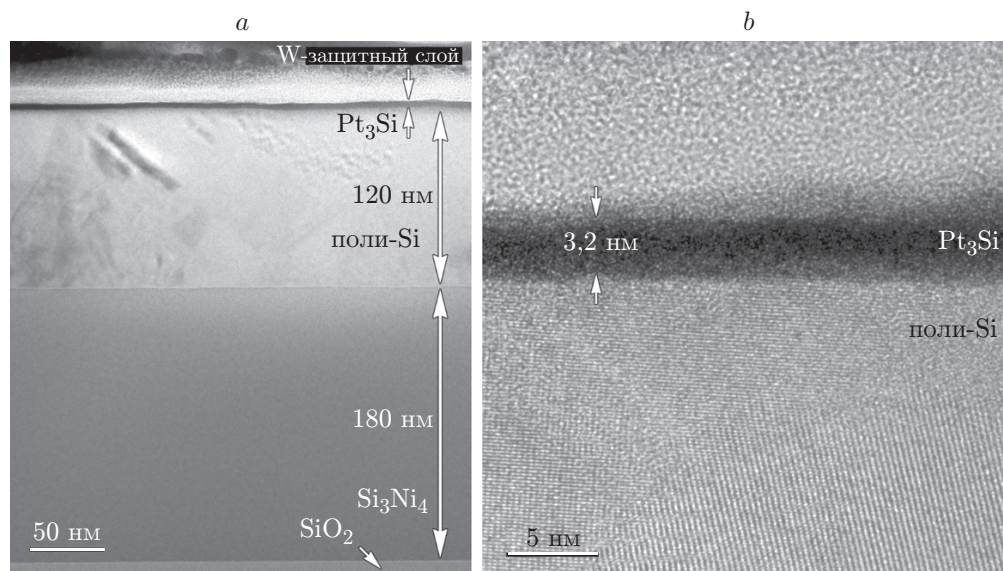 a
b
W-защитный слой
Pt₃Si
120 нм
поли-Si
180 нм
Si₃Ni₄
SiO₂
50 нм
3,2 нм
Pt₃Si
поли-Si
5 нм